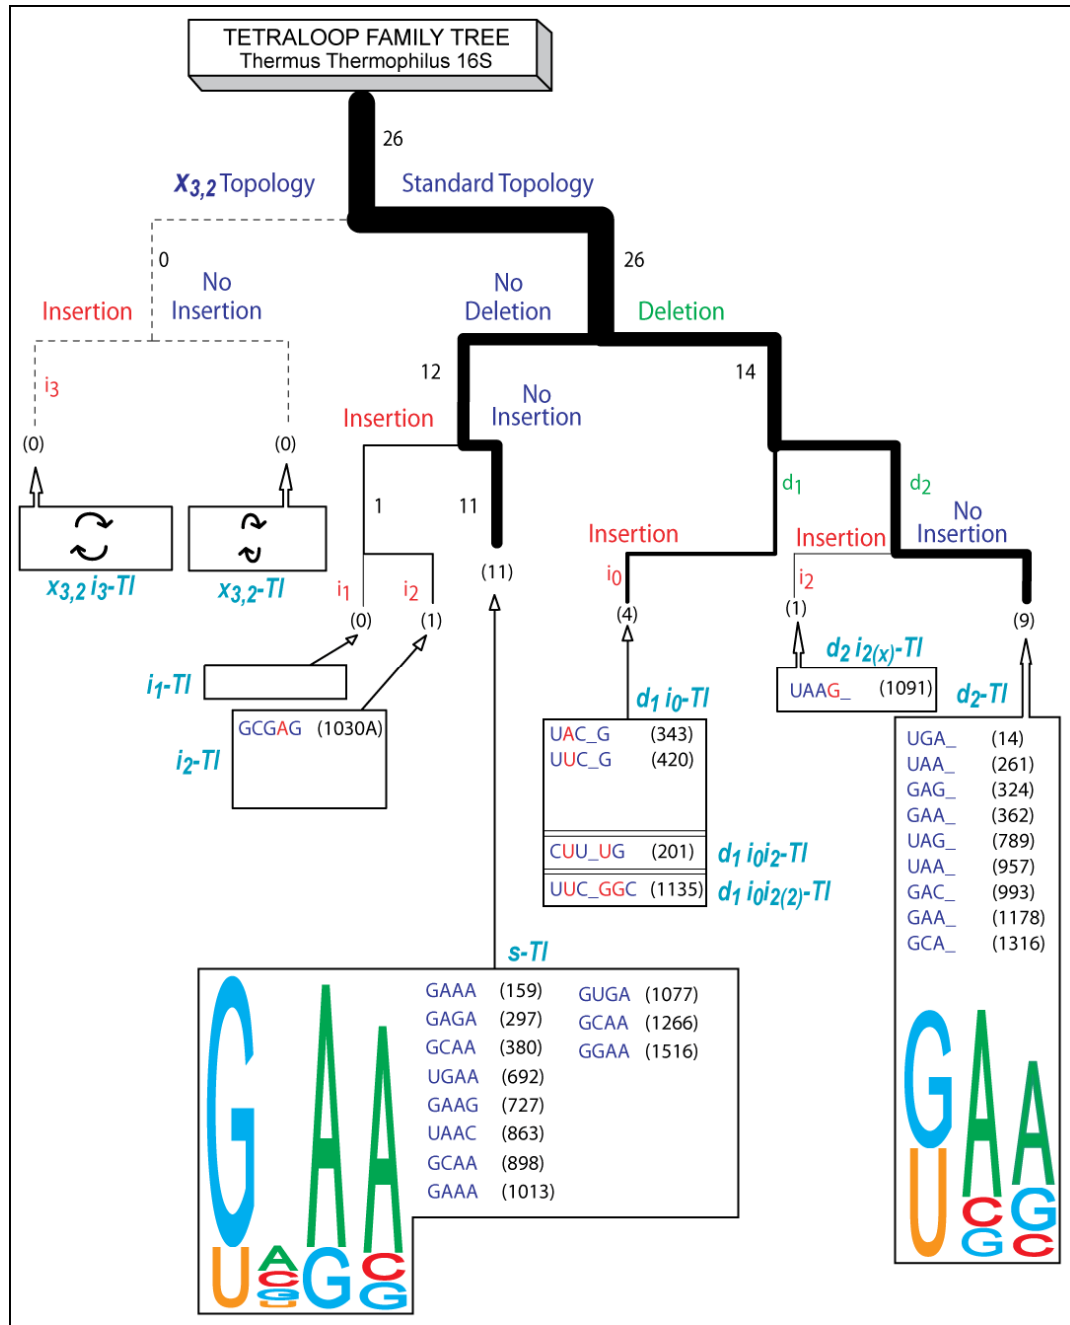 TETRALOOP FAMILY TREE
Thermus Thermophilus 16S
26
x3,2 Topology
Standard Topology
0
26
Insertion
No
Insertion
No
Deletion
Deletion
i3
12
14
Insertion
No
Insertion
(0)
(0)
d1
d2
1
11
Insertion
Insertion
No
Insertion
x3,2 i3-Tl
x3,2-Tl
i1
i2
(11)
i0
i2
(0)
(1)
(4)
(1)
(9)
i1-Tl
d2 i2(x)-Tl
UAAG_ (1091)
i2-Tl
GCGAG (1030A)
d1 i0-Tl
UAC_G (343)
UUC_G (420)
CUU_UG (201)
d1 i0i2-Tl
UUC_GGC (1135)
d1 i0i2(2)-Tl
d2-Tl
UGA_ (14)
UAA_ (261)
GAG_ (324)
GAA_ (362)
UAG_ (789)
UAA_ (957)
GAC_ (993)
GAA_ (1178)
GCA_ (1316)
s-Tl
GAAA (159)
GAGA (297)
GCAA (380)
UGAA (692)
GAAG (727)
UAAC (863)
GCAA (898)
GAAA (1013)
GUGA (1077)
GCAA (1266)
GGAA (1516)
G A A
U A C G U G C G
G A A
U C G G C